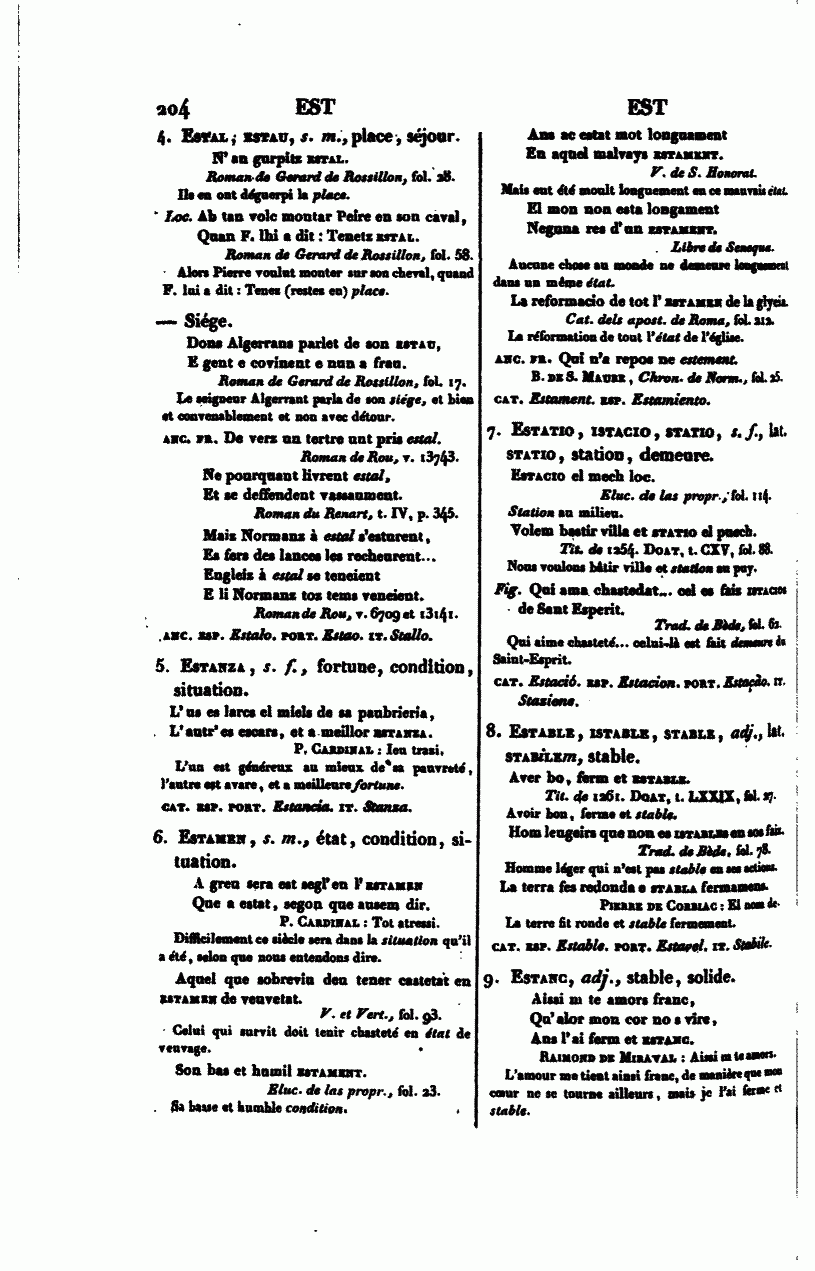 204 EST EST
4. ESTAL, ESTAU, s. m., place, séjour.
N'an gurpitz ESTAL.
Roman de Gerard de Rossillon, fol. 28.
Ils en ont déguerpi la place.
Loc. Ab tan volc montar Peire en son caval,
Quan F. lhi a dit : Tenetz ESTAL.
Roman de Gerard de Rossillon, fol. 58.
Alors Pierre voulut monter sur son cheval, quand
F. lui a dit : Tenez (restes en) place.
— Siége.
Dons Algerrans parlet de son ESTAU,
E gent e covinent e nun a frau.
Roman de Gerard de Rossillon, fol. 17.
Le seigneur Algerrant parla de son siége, et bien
et convenablement et non avec détour.
ANC. FR. De verz un tertre unt pris estal.
Roman de Rou, v. 13743.
Ne pourquant livrent estal,
Et se deffendent vassaument.
Roman du Renart, t. IV, p. 345.
Maiz Normanz à estal s'esturent,
Es fers des lances les recheurent...
Engleiz à estal se teneient
E li Normanz toz tems veneient.
Roman de Rou, v. 6709 et 13141.
ANC. ESP. Estalo. PORT. Estao. IT. Stallo.
5. ESTANZA, s. f., fortune, condition,
situation.
L'us es larcs el miels de sa paubrieria,
L'autr'es escars, et a meillor ESTANZA.
P. CARDINAL : Ieu trazi.
L'un est généreux au mieux de sa pauvreté,
l'autre est avare, et a meilleure fortune.
CAT. ESP. PORT. Estancia. IT. Stanza.
6. ESTAMEN, s. m., état, condition, si-
tuation.
A greu sera est segl'en l'ESTAMEN
Que a estat, segon que ausem dir.
P. CARDINAL : Tot atressi.
Difficilement ce siècle sera dans la situation qu'il
a été, selon que nous entendons dire.
Aquel que sobreviu deu tener castetat en
ESTAMEN de veuvetat.
V. et Vert., fol. 93.
Celui qui survit doit tenir chasteté en état de
veuvage.
Son bas et humil ESTAMENT.
Eluc. de las propr., fol. 23.
Sa basse et humble condition.
Ans ac estat mot longuament
En aquel malvays ESTAMENT.
V. de S. Honorat.
Mais eut été moult longuement en ce mauvais état.
El mon non esta longament
Neguna res d'un ESTAMENT.
Libre de Seneque.
Aucune chose au monde ne demeure longuement
dans un même état.
La reformacio de tot l'ESTAMEN de la glyeia.
Cat. dels apost. de Roma, fol. 212.
La réformation de tout l'état de l'église.
ANC. FR. Qui n'a repos ne estement.
B. DE S. MAURE, Chron. de Norm., fol. 25.
CAT. Estament. ESP. Estamiento.
7. ESTATIO, ISTACIO, STATIO, s. f., lat.
STATIO, station, demeure.
ESTACIO el mech loc.
Eluc. de las propr., fol. 114.
Station au milieu.
Volem bastir villa et STATIO el puech.
Tit. de 1254. DOAT, t. CXV, fol. 88.
Nous voulons bâtir ville et station au puy.
Fig. Qui ama chastedat... cel es fais ISTACIOS
de Sant Esperit.
Trad. de Bède, fol. 62.
Qui aime chasteté... celui-là est fait demeure du
Saint-Esprit.
CAT. Estació. ESP. Estacion. PORT. Estação. IT.
Stazione.
8. ESTABLE, ISTABLE, STABLE, adj., lat.
STABILEm, stable.
Aver bo, ferm et ESTABLE.
Tit. de 1261. DOAT, t. LXXIX, fol. 27.
Avoir bon, ferme et stable.
Hom leugeirs que non es ISTABLES en sos fais.
Trad. de Bède, fol. 78.
Homme léger qui n'est pas stable en ses actions.
La terra fes redonda e STABLA fermamens.
PIERRE DE CORBIAC : El nom de.
La terre fit ronde et stable fermement.
CAT. ESP. Estable. PORT. Estavel. IT. Stabile.
9. ESTANC, adj., stable, solide.
Aissi m te amors franc,
Qu'alor mon cor no s vire,
Ans l'ai ferm et ESTANC.
RAIMOND DE MIRAVAL : Aissi m te amors.
L'amour me tient ainsi franc, de manière que mon
cœur ne se tourne ailleurs, mais je l'ai ferme et
stable.